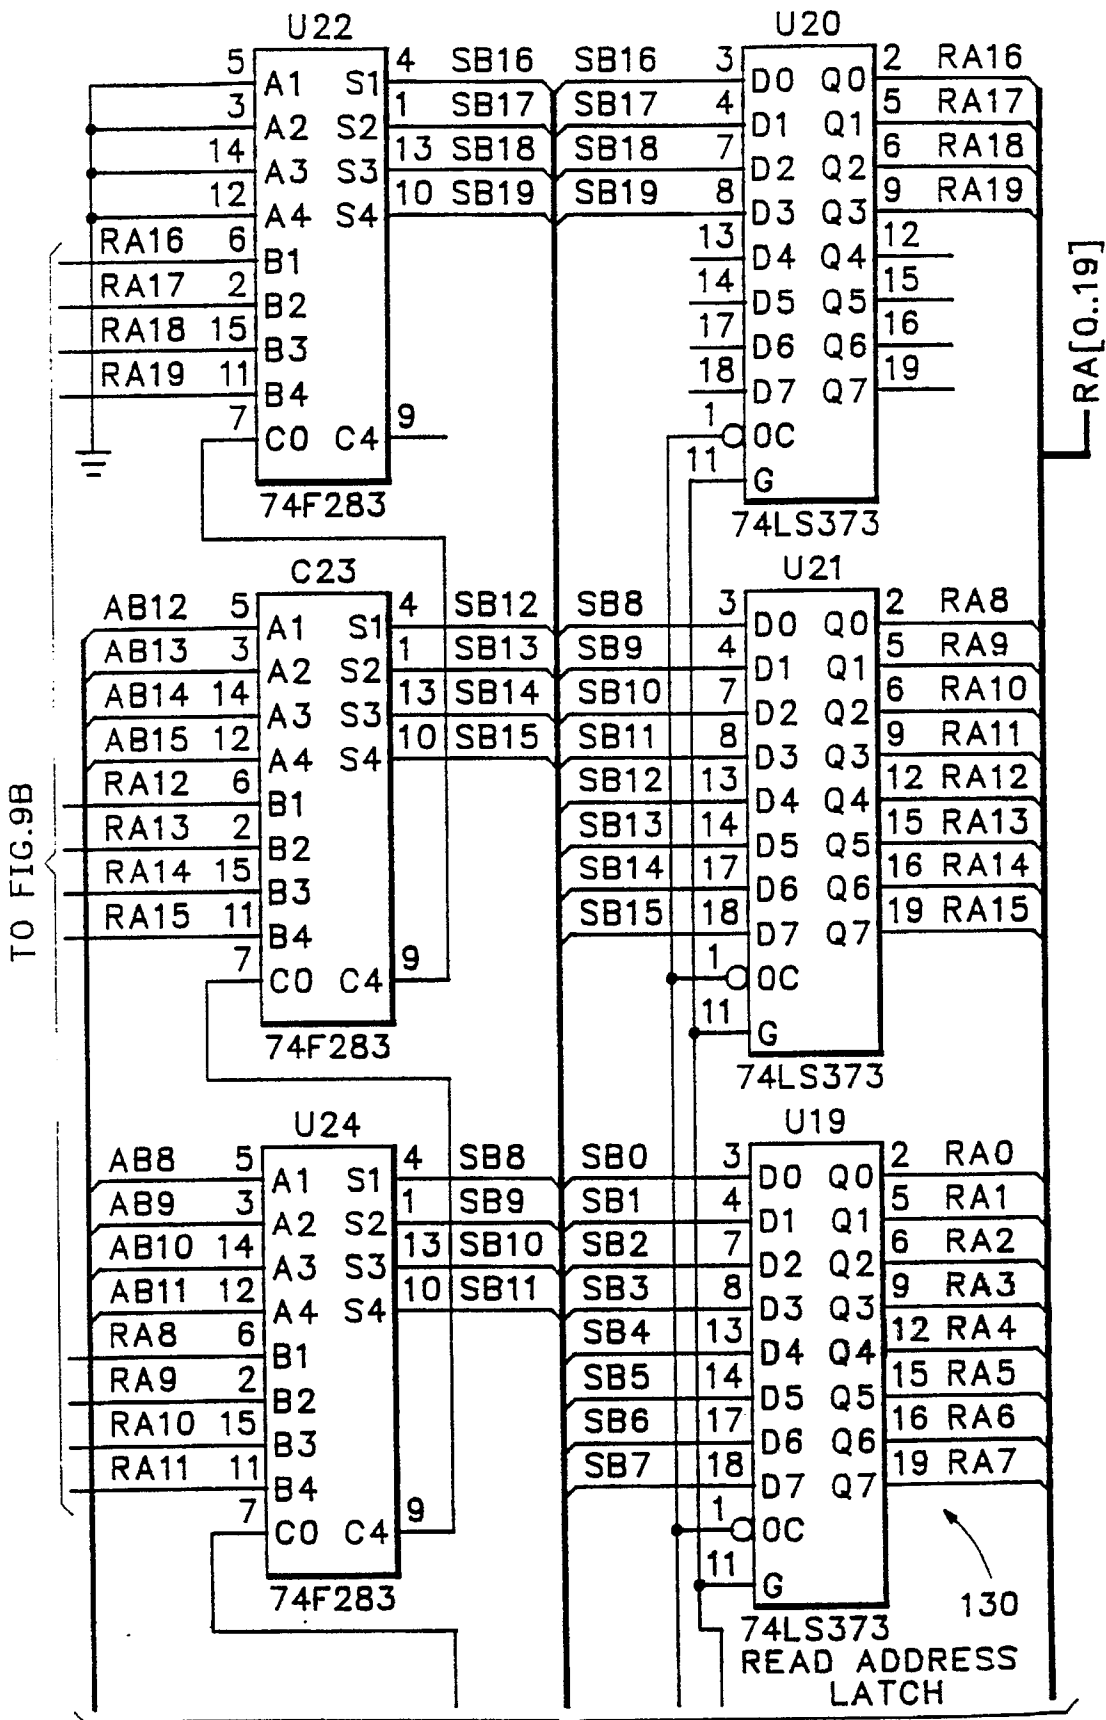 U22 U20
5 A1 S1 4 SB16 SB16 3 D0 Q0 2 RA16
3 A2 S2 1 SB17 SB17 4 D1 Q1 5 RA17
14 A3 S3 13 SB18 SB18 7 D2 Q2 6 RA18
12 A4 S4 10 SB19 SB19 8 D3 Q3 9 RA19
RA16 6 B1 13 D4 Q4 12
RA17 2 B2 14 D5 Q5 15
RA18 15 B3 17 D6 Q6 16
RA19 11 B4 18 D7 Q7 19
7 C0 C4 9 1 OC
11 G
74F283 74LS373
RA[0..19]
C23 U21
AB12 5 A1 S1 4 SB12 SB8 3 D0 Q0 2 RA8
AB13 3 A2 S2 1 SB13 SB9 4 D1 Q1 5 RA9
AB14 14 A3 S3 13 SB14 SB10 7 D2 Q2 6 RA10
AB15 12 A4 S4 10 SB15 SB11 8 D3 Q3 9 RA11
RA12 6 B1 SB12 13 D4 Q4 12 RA12
RA13 2 B2 SB13 14 D5 Q5 15 RA13
RA14 15 B3 SB14 17 D6 Q6 16 RA14
RA15 11 B4 SB15 18 D7 Q7 19 RA15
7 C0 C4 9 1 OC
11 G
74F283 74LS373
TO FIG.9B
U24 U19
AB8 5 A1 S1 4 SB8 SB0 3 D0 Q0 2 RA0
AB9 3 A2 S2 1 SB9 SB1 4 D1 Q1 5 RA1
AB10 14 A3 S3 13 SB10 SB2 7 D2 Q2 6 RA2
AB11 12 A4 S4 10 SB11 SB3 8 D3 Q3 9 RA3
RA8 6 B1 SB4 13 D4 Q4 12 RA4
RA9 2 B2 SB5 14 D5 Q5 15 RA5
RA10 15 B3 SB6 17 D6 Q6 16 RA6
RA11 11 B4 SB7 18 D7 Q7 19 RA7
7 C0 C4 9 1 OC
11 G
74F283 74LS373
130
READ ADDRESS
LATCH